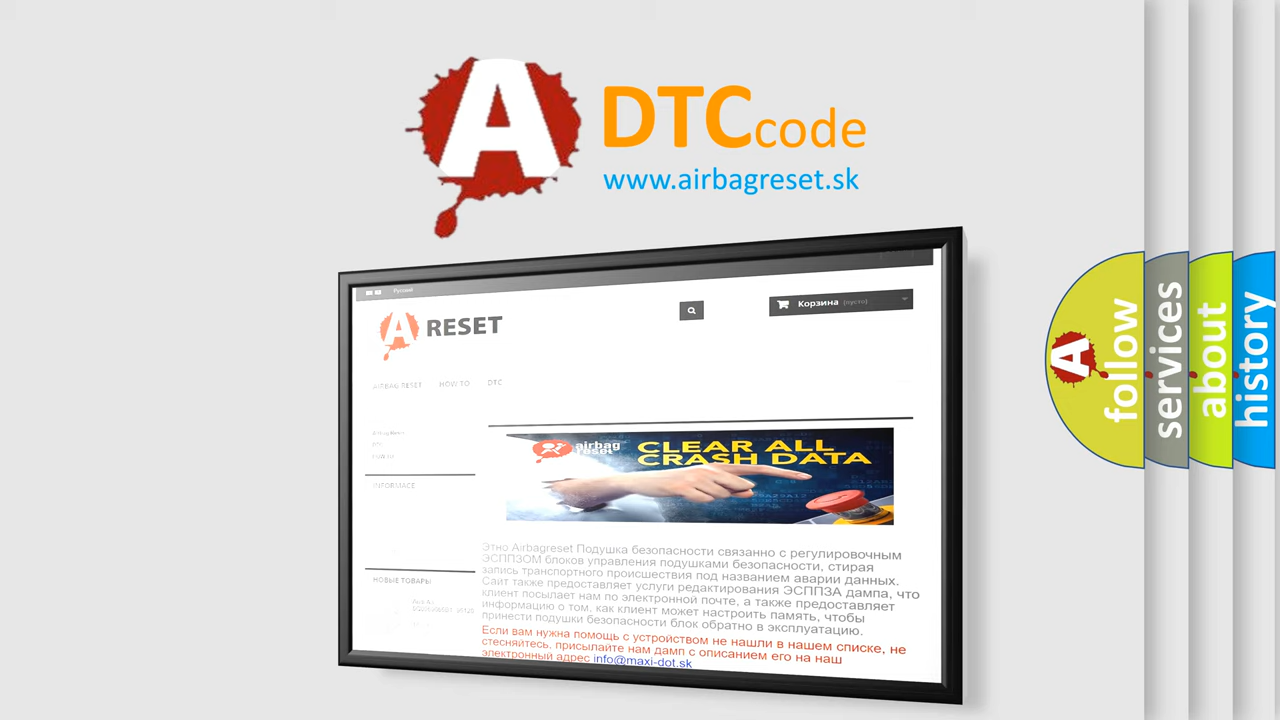 A DTCcode
www.airbagreset.sk
Русский
Корзина (пусто)
A RESET
AIRBAG RESET HOW TO DTC
airbag reset CLEAR ALL CRASH DATA
INFORMACE
НОВЫЕ ТОВАРЫ
Этно Airbagreset Подушка безопасности связанно с регулировочным
ЭСППЗОМ блоков управления подушками безопасности, стирая
запись транспортного происшествия под названием аварии данных.
Сайт также предоставляет услуги редактирования ЭСППЗА дампа, что
клиент посылает нам по электронной почте, а также предоставляет
информацию о том, как клиент может настроить память, чтобы
принести подушки безопасности блок обратно в эксплуатацию.
Если вам нужна помощь с устройством не нашли в нашем списке, не
стесняйтесь, присылайте нам дамп с описанием его на наш
электронный адрес info@maxi-dot.sk
A follow
services
about
history